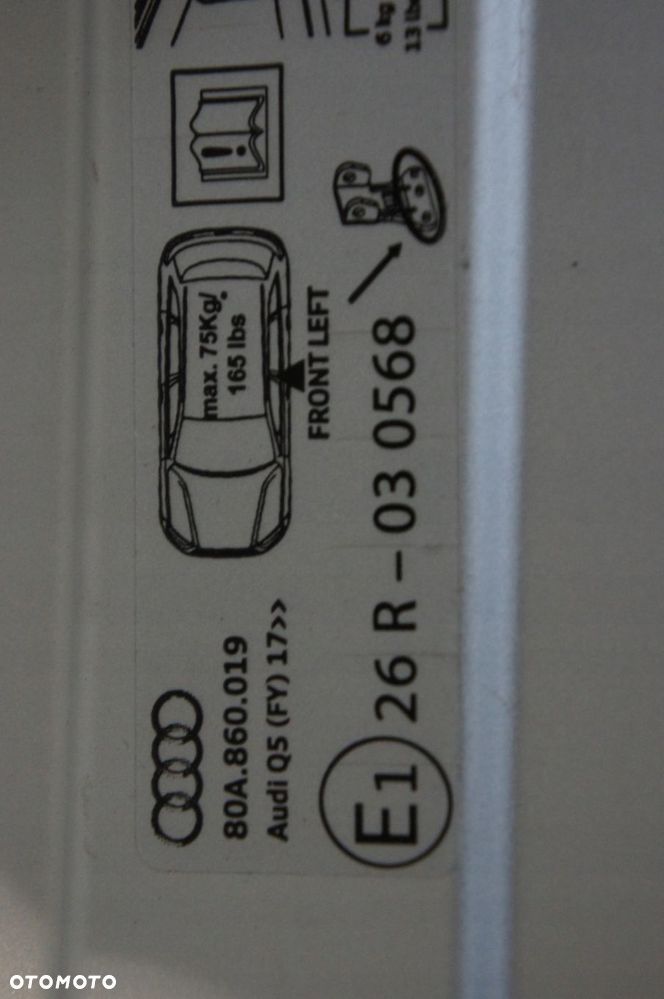 80A.860.019
Audi Q5 (FY) 17>>
E1 26 R - 03 0568
max. 75Kg/
165 lbs
FRONT LEFT
6 kg
13 lbs
OTOMOTO